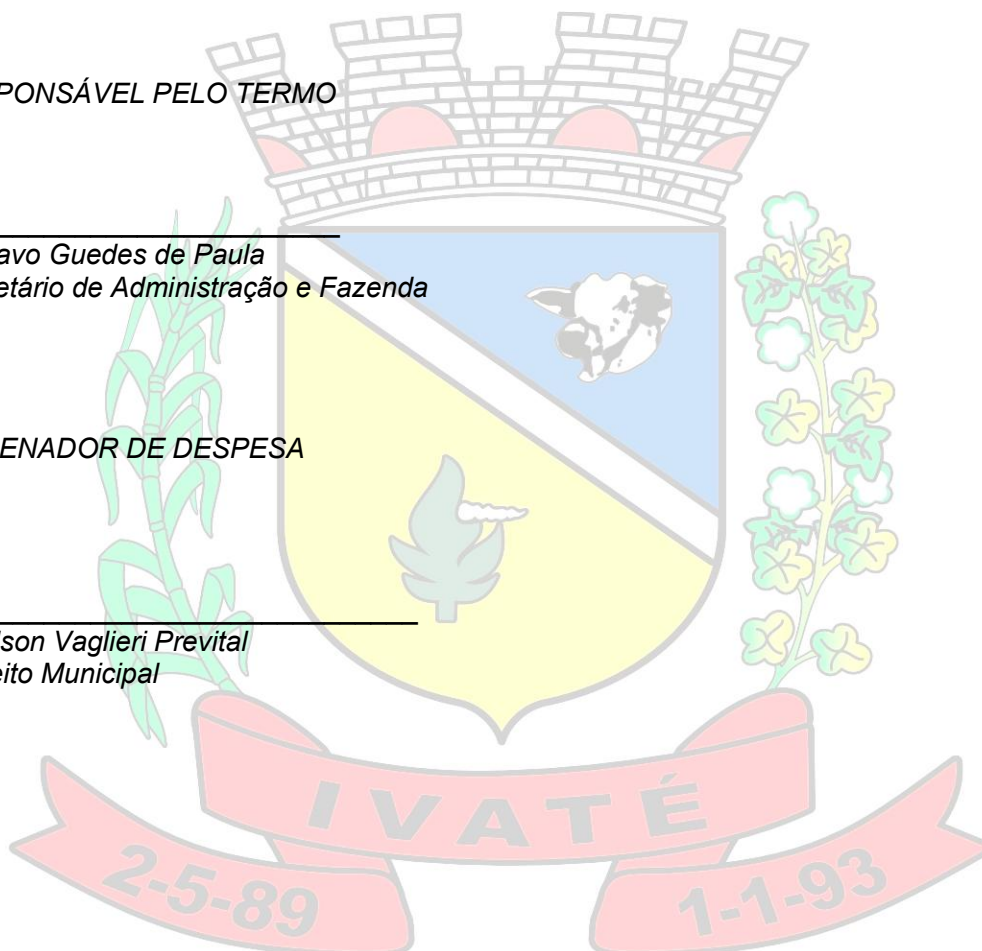 PONSÁVEL PELO TERMO
avo Guedes de Paula
etário de Administração e Fazenda
ENADOR DE DESPESA
lson Vaglieri Prevital
eito Municipal
IVATÉ
2-5-89
1-1-93